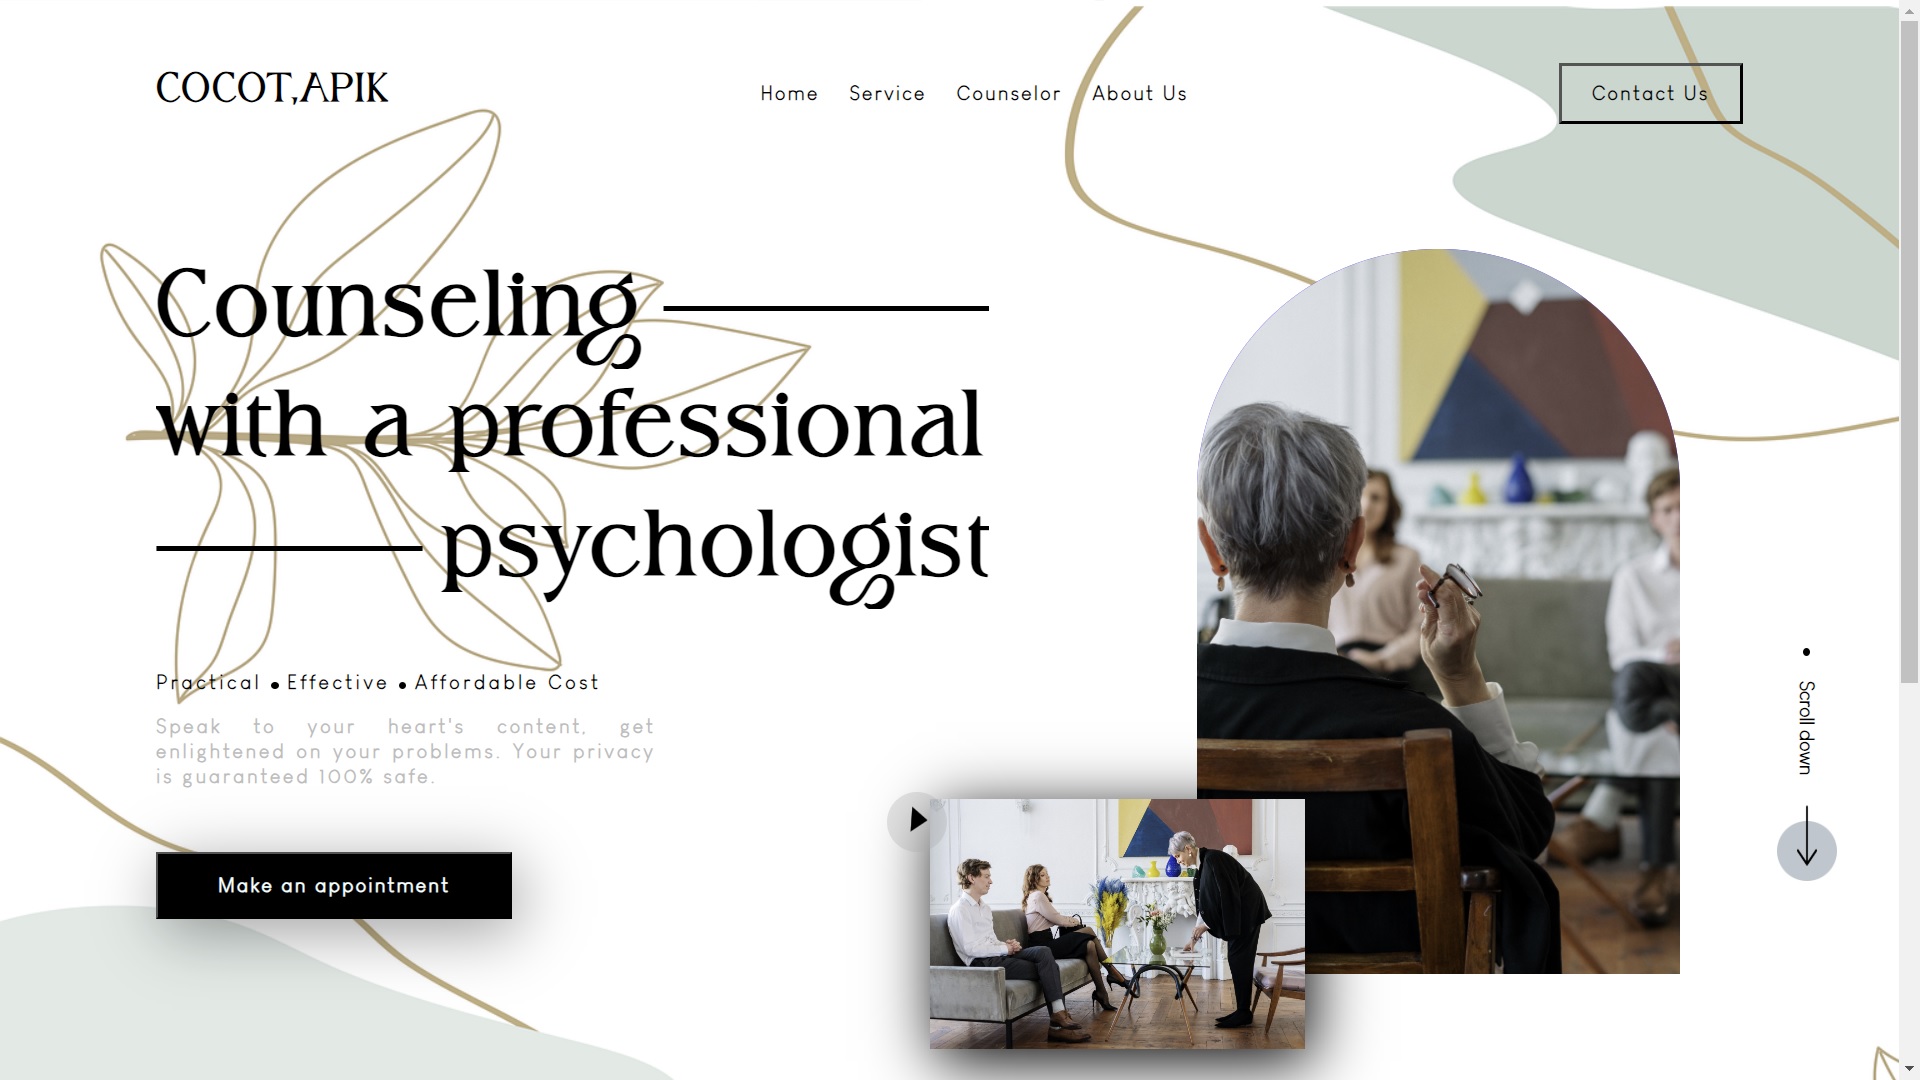 COCOT,APIK
Home Service Counselor About Us
Contact Us
Counseling
with a professional
psychologist
Practical • Effective • Affordable Cost
Speak to your heart's content, get
enlightened on your problems. Your privacy
is guaranteed 100% safe.
Make an appointment
Scroll down